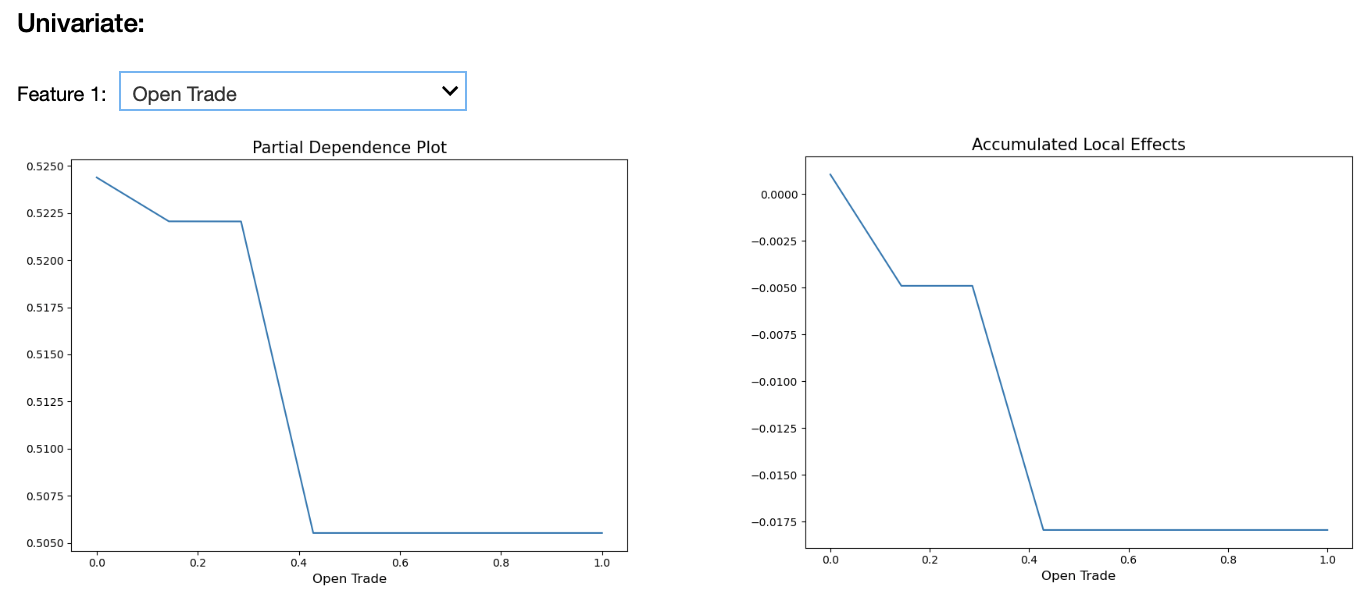 Univariate:
Feature 1: Open Trade
Partial Dependence Plot
0.5250
0.5225
0.5200
0.5175
0.5150
0.5125
0.5100
0.5075
0.5050
0.0 0.2 0.4 0.6 0.8 1.0
Open Trade
Accumulated Local Effects
0.0000
−0.0025
−0.0050
−0.0075
−0.0100
−0.0125
−0.0150
−0.0175
0.0 0.2 0.4 0.6 0.8 1.0
Open Trade